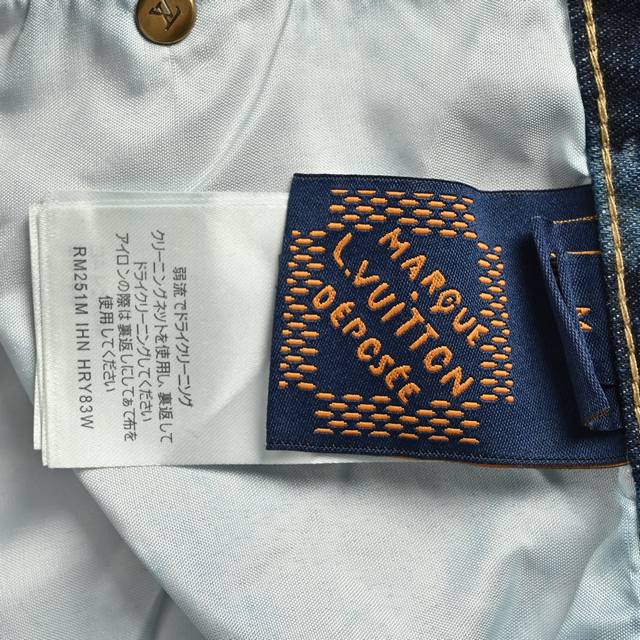 MARQUE
L.VUITTON
DÉPOSÉE
M
弱流でドライクリーニング
クリーニングネットを使用し、裏返して
ドライクリーニングしてください
アイロンの際は裏返しにしてあて布を
使用してください
RM251M IHN HRY83W
LV